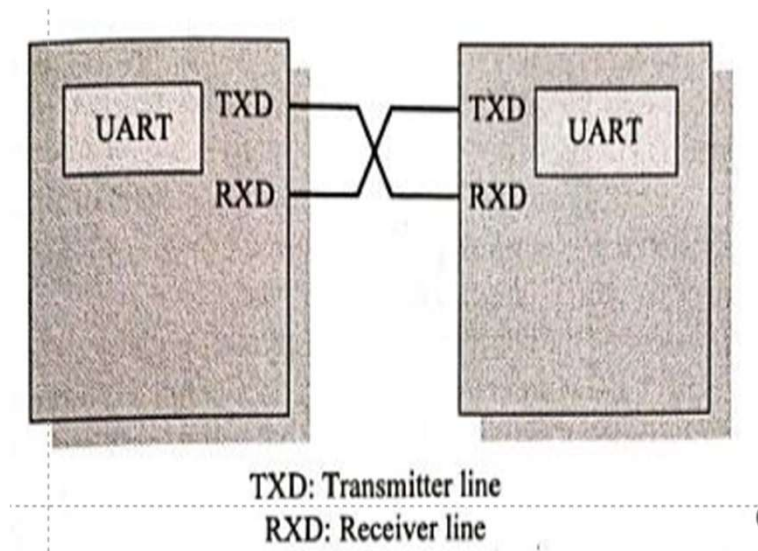 UART TXD TXD UART
RXD RXD
TXD: Transmitter line
RXD: Receiver line